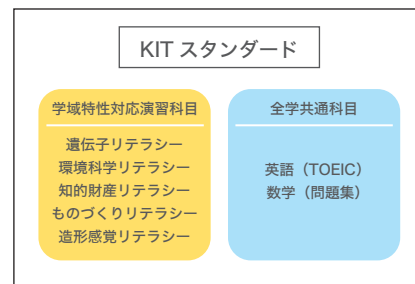 KIT スタンダード
学域特性対応演習科目
遺伝子リテラシー
環境科学リテラシー
知的財産リテラシー
ものづくりリテラシー
造形感覚リテラシー
全学共通科目
英語（TOEIC）
数学（問題集）